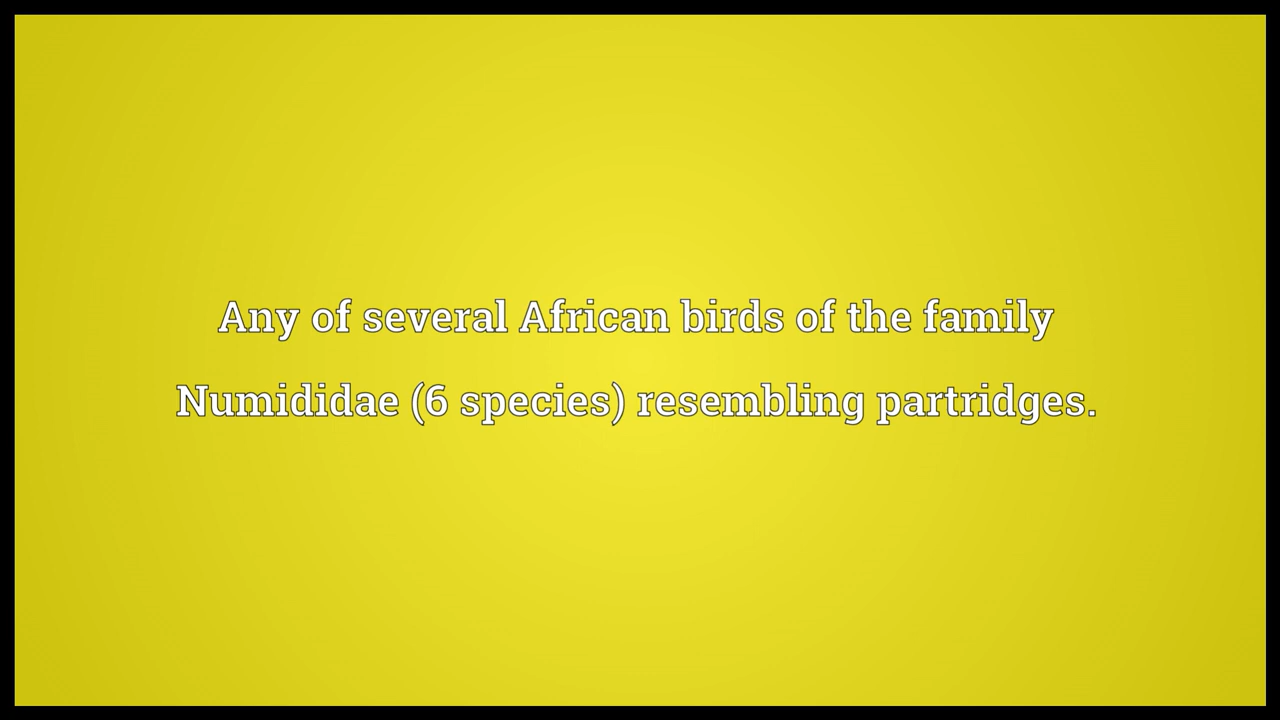 Any of several African birds of the family
Numididae (6 species) resembling partridges.